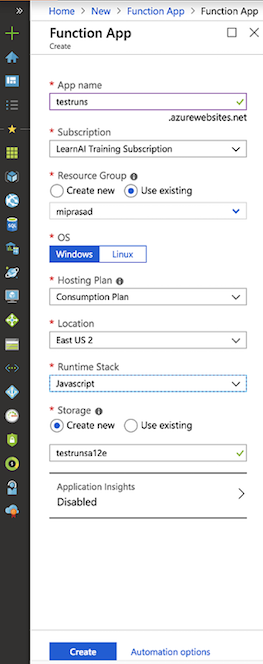 Home > New > Function App > Function App
Function App
Create
* App name
testruns
.azurewebsites.net
* Subscription
LearnAI Training Subscription
* Resource Group
Create new Use existing
miprasad
* OS
Windows Linux
* Hosting Plan
Consumption Plan
* Location
East US 2
* Runtime Stack
Javascript
* Storage
Create new Use existing
testrunsa12e
Application Insights
Disabled
Create Automation options